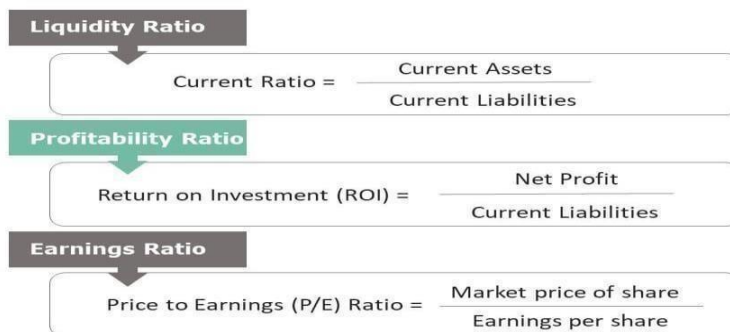 Liquidity Ratio
Current Ratio = Current Assets
Current Liabilities
Profitability Ratio
Return on Investment (ROI) = Net Profit
Current Liabilities
Earnings Ratio
Price to Earnings (P/E) Ratio = Market price of share
Earnings per share